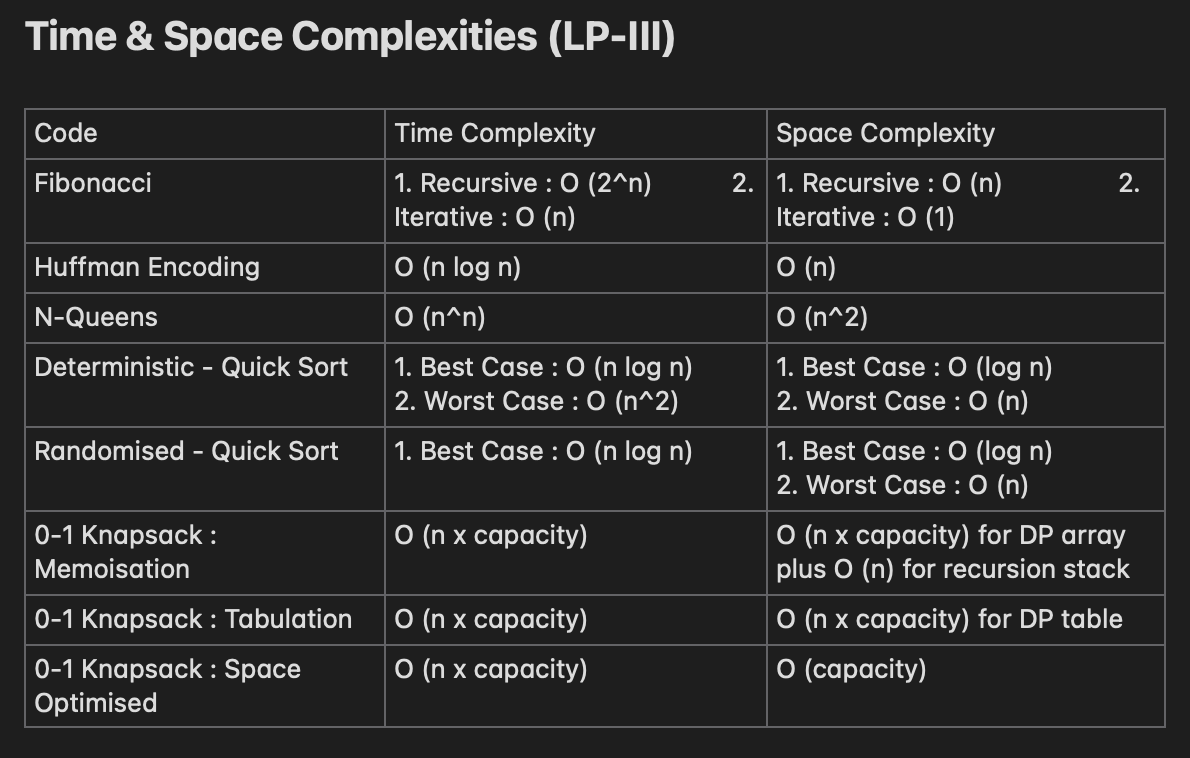 Time & Space Complexities (LP-III)
Code
Time Complexity
Space Complexity
Fibonacci
1. Recursive : O (2^n) 2.
Iterative : O (n)
1. Recursive : O (n) 2.
Iterative : O (1)
Huffman Encoding
O (n log n)
O (n)
N-Queens
O (n^n)
O (n^2)
Deterministic - Quick Sort
1. Best Case : O (n log n)
2. Worst Case : O (n^2)
1. Best Case : O (log n)
2. Worst Case : O (n)
Randomised - Quick Sort
1. Best Case : O (n log n)
1. Best Case : O (log n)
2. Worst Case : O (n)
0-1 Knapsack :
Memoisation
O (n x capacity)
O (n x capacity) for DP array
plus O (n) for recursion stack
0-1 Knapsack : Tabulation
O (n x capacity)
O (n x capacity) for DP table
0-1 Knapsack : Space
Optimised
O (n x capacity)
O (capacity)